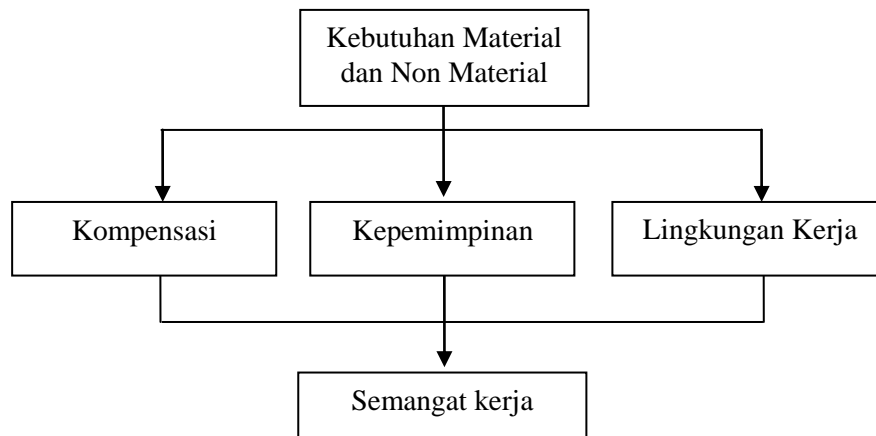 Kebutuhan Material
dan Non Material
Kompensasi
Kepemimpinan
Lingkungan Kerja
Semangat kerja